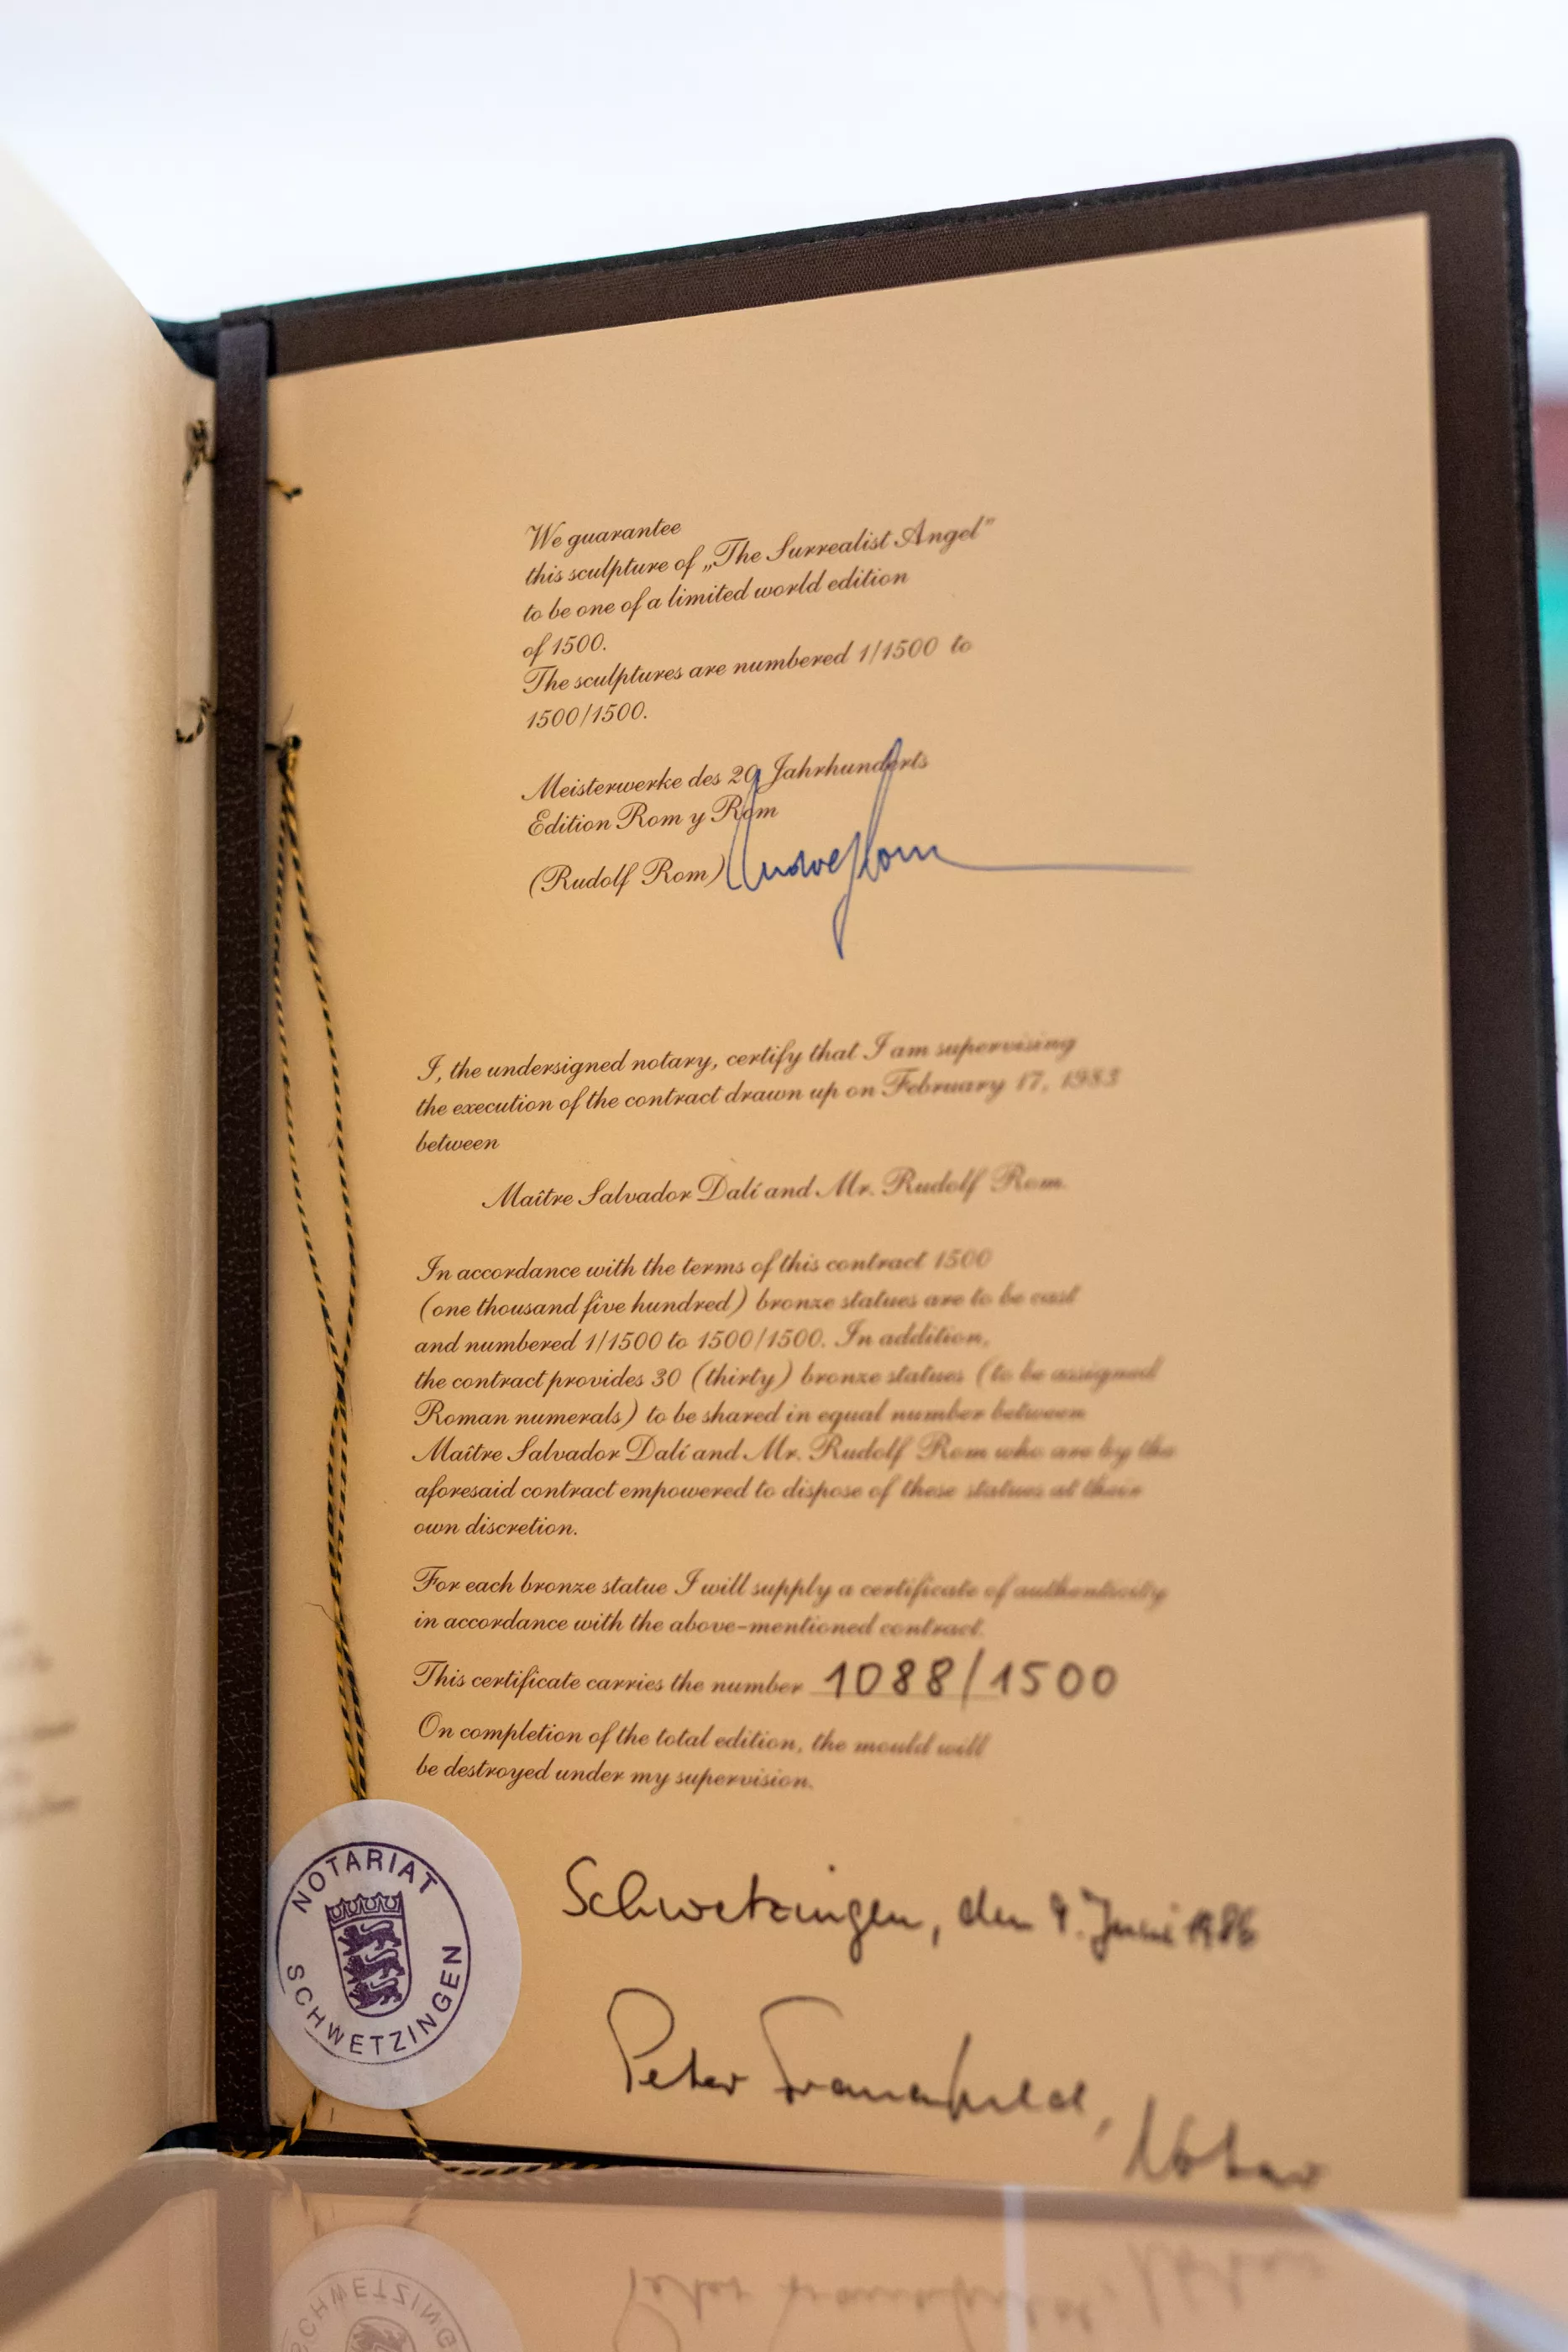 We guarantee
this sculpture of „The Surrealist Angel”
to be one of a limited world edition
of 1500.
The sculptures are numbered 1/1500 to
1500/1500.
Meisterwerke des 20. Jahrhunderts
Edition Rom y Rom
(Rudolf Rom)
I, the undersigned notary, certify that I am supervising
the execution of the contract drawn up on February 17, 1983
between
Maître Salvador Dalí and Mr. Rudolf Rom.
In accordance with the terms of this contract 1500
(one thousand five hundred) bronze statues are to be cast
and numbered 1/1500 to 1500/1500. In addition,
the contract provides 30 (thirty) bronze statues (to be assigned
Roman numerals) to be shared in equal number between
Maître Salvador Dalí and Mr. Rudolf Rom who are by the
aforesaid contract empowered to dispose of these statues at their
own discretion.
For each bronze statue I will supply a certificate of authenticity
in accordance with the above-mentioned contract.
This certificate carries the number 1088/1500
On completion of the total edition, the mould will
be destroyed under my supervision.
NOTARIAT
SCHWETZINGEN
Schwetzingen, den 9. Juni 1986
Peter
Notar